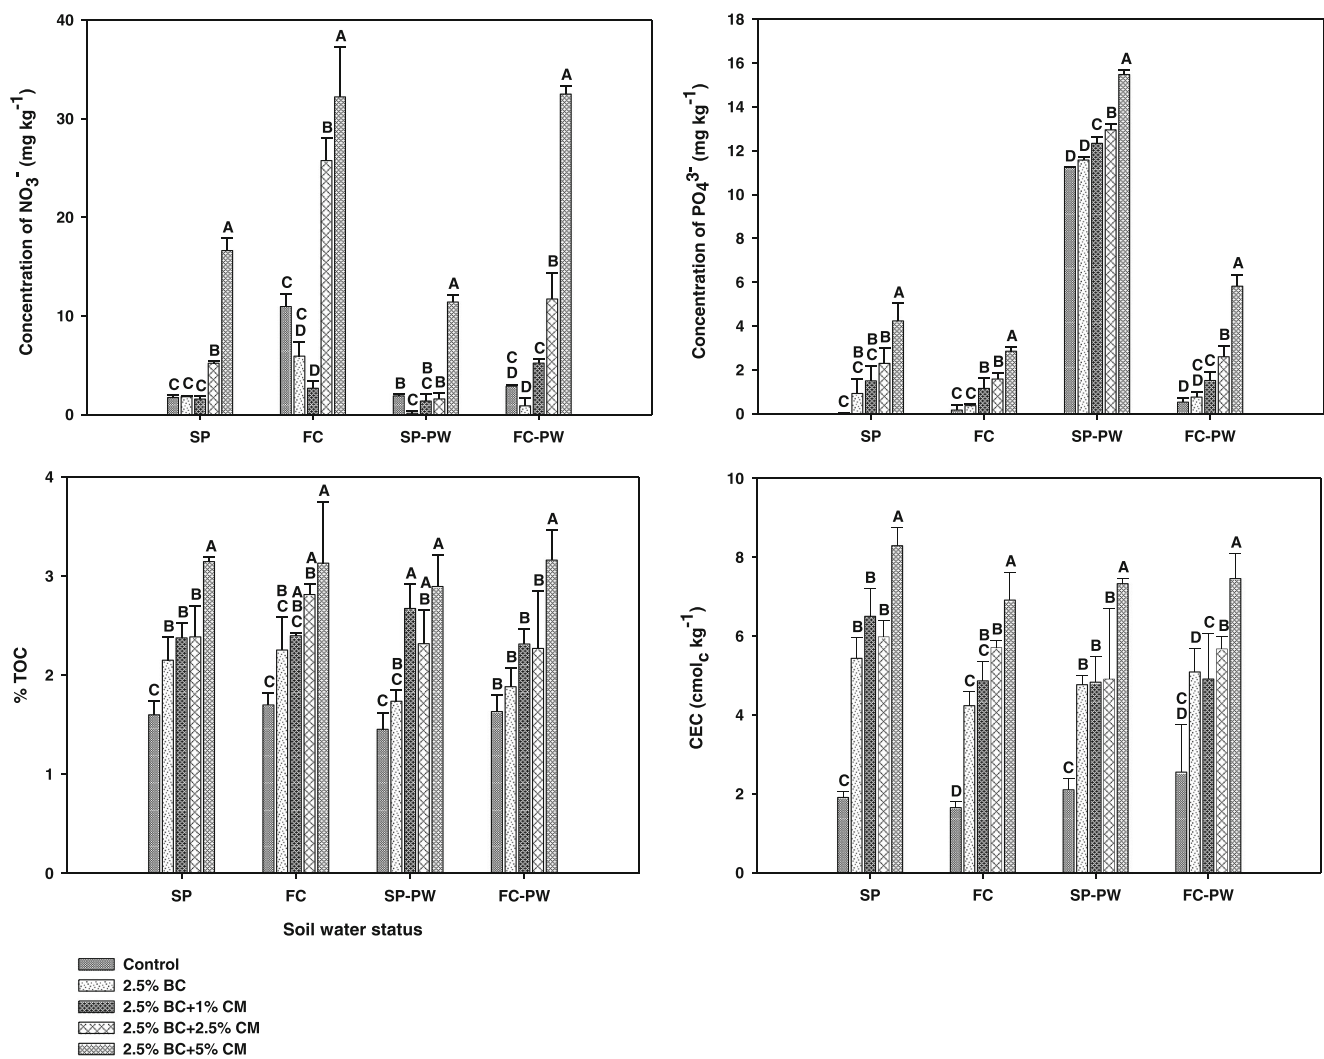 Concentration of NO3- (mg kg-1)
40
30
20
10
0
A
A
A
B
C
B
C
D
B
C
D
A
B
C
D
C
D
C C C
B
C
B
C
B
SP
FC
SP-PW
FC-PW
Concentration of PO43- (mg kg-1)
18
16
14
12
10
8
6
4
2
0
A
B
C
D D
A
A
B
C
B
C
B
C
A
B
C
C C
B
C
C
D
D
SP
FC
SP-PW
FC-PW
% TOC
4
3
2
1
0
A
A
A
A
B
B B B
C
B
C
A
B
C
A
B
C
A
A
B
B
C
C
B
B
B
B
SP
FC
SP-PW
FC-PW
Soil water status
CEC (cmolc kg-1)
10
8
6
4
2
0
A
B
B
B
C
A
B
B
C
C
D
A
B
B B
C
A
C
B
D
C
D
SP
FC
SP-PW
FC-PW
Control
2.5% BC
2.5% BC+1% CM
2.5% BC+2.5% CM
2.5% BC+5% CM